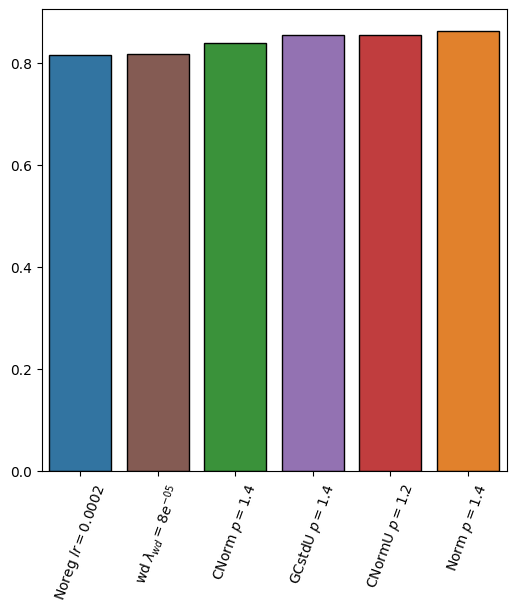 0.8
0.6
0.4
0.2
0.0
Noreg lr = 0.0002
wd λwd = 8e−05
CNorm p = 1.4
GCstdU p = 1.4
CNormU p = 1.2
Norm p = 1.4